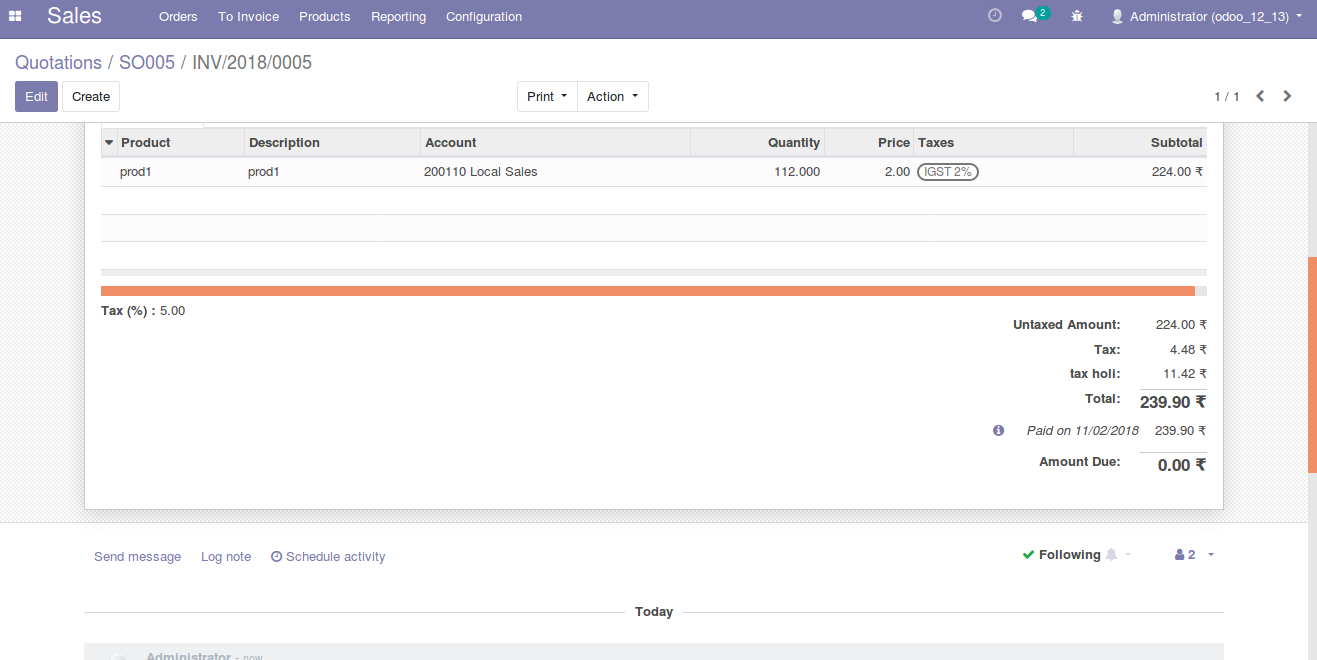 Sales Orders To Invoice Products Reporting Configuration 2 Administrator (odoo_12_13)
Quotations / SO005 / INV/2018/0005
Edit Create Print Action 1 / 1
Product Description Account Quantity Price Taxes Subtotal
prod1 prod1 200110 Local Sales 112.000 2.00 IGST 2% 224.00 ₹
Tax (%) : 5.00
Untaxed Amount: 224.00 ₹
Tax: 4.48 ₹
tax holi: 11.42 ₹
Total: 239.90 ₹
Paid on 11/02/2018 239.90 ₹
Amount Due: 0.00 ₹
Send message Log note Schedule activity Following 2
Today
Administrator - now